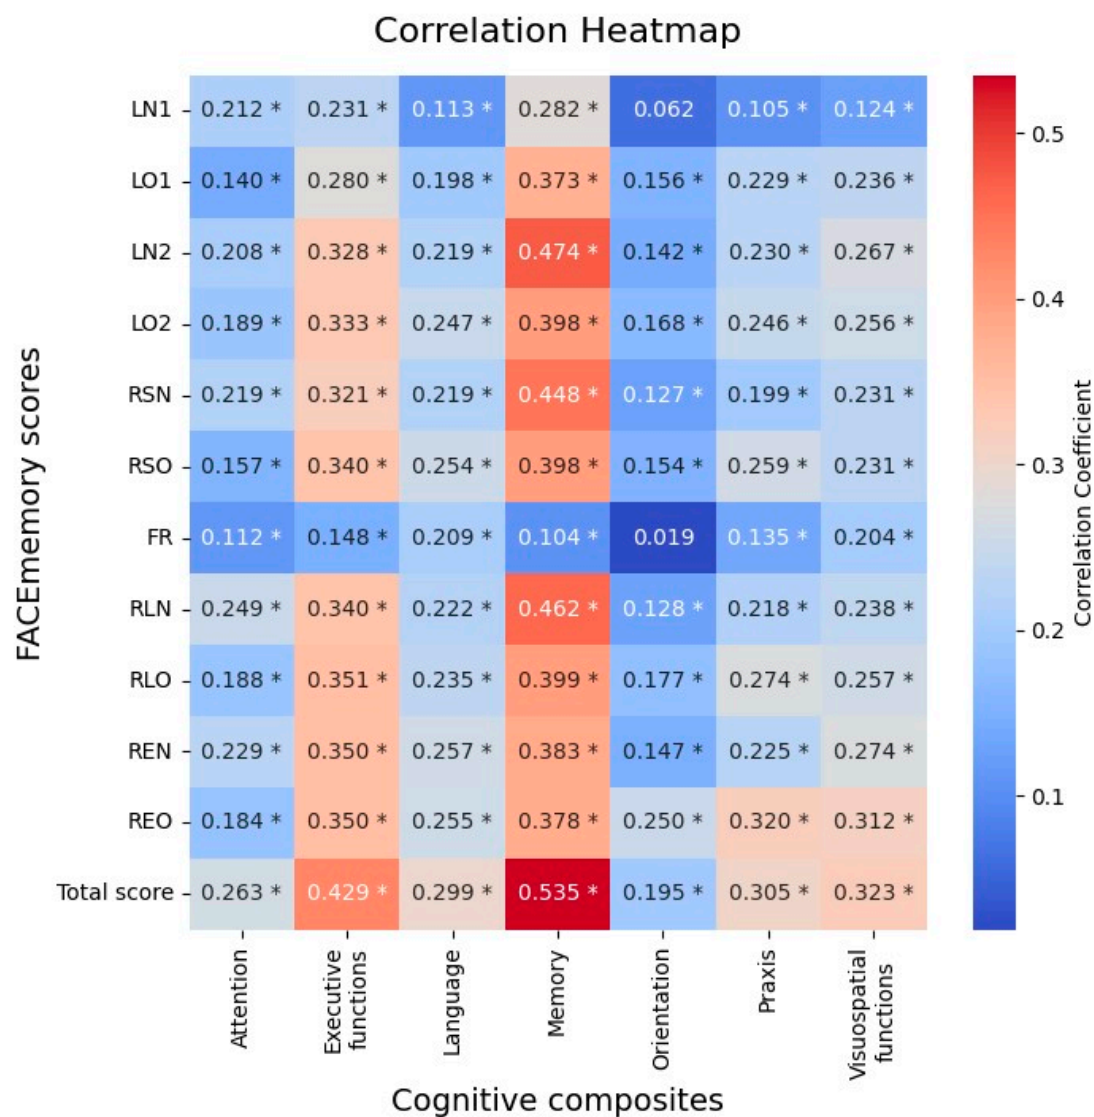 Correlation Heatmap
FACEmemory scores
LN1 0.212 * 0.231 * 0.113 * 0.282 * 0.062 0.105 * 0.124 *
LO1 0.140 * 0.280 * 0.198 * 0.373 * 0.156 * 0.229 * 0.236 *
LN2 0.208 * 0.328 * 0.219 * 0.474 * 0.142 * 0.230 * 0.267 *
LO2 0.189 * 0.333 * 0.247 * 0.398 * 0.168 * 0.246 * 0.256 *
RSN 0.219 * 0.321 * 0.219 * 0.448 * 0.127 * 0.199 * 0.231 *
RSO 0.157 * 0.340 * 0.254 * 0.398 * 0.154 * 0.259 * 0.231 *
FR 0.112 * 0.148 * 0.209 * 0.104 * 0.019 0.135 * 0.204 *
RLN 0.249 * 0.340 * 0.222 * 0.462 * 0.128 * 0.218 * 0.238 *
RLO 0.188 * 0.351 * 0.235 * 0.399 * 0.177 * 0.274 * 0.257 *
REN 0.229 * 0.350 * 0.257 * 0.383 * 0.147 * 0.225 * 0.274 *
REO 0.184 * 0.350 * 0.255 * 0.378 * 0.250 * 0.320 * 0.312 *
Total score 0.263 * 0.429 * 0.299 * 0.535 * 0.195 * 0.305 * 0.323 *
Attention
Executive
functions
Language
Memory
Orientation
Praxis
Visuospatial
functions
Cognitive composites
0.5
0.4
0.3
0.2
0.1
Correlation Coefficient